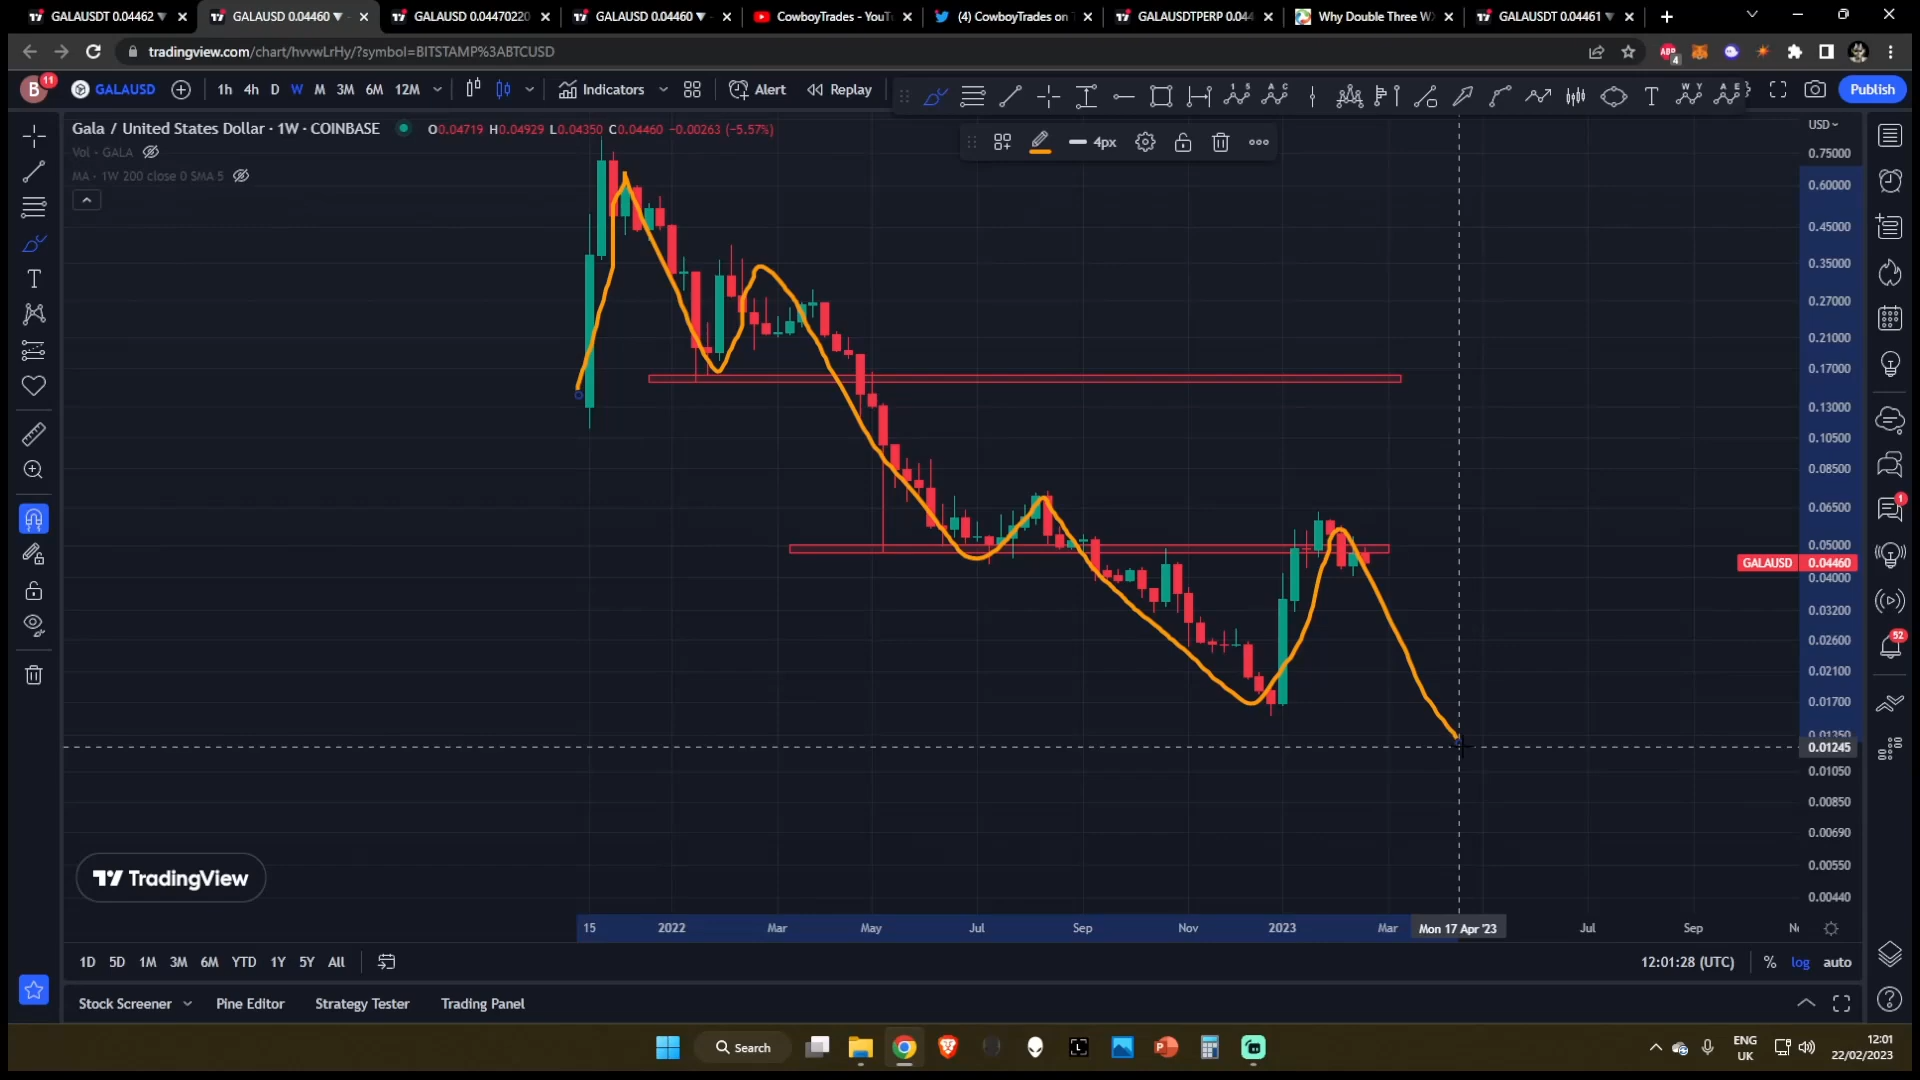 GALAUSDT 0.04462
GALAUSD 0.04460
GALAUSD 0.04470220
GALAUSD 0.04460
CowboyTrades - YouT
(4) CowboyTrades on
GALAUSDTPERP 0.044
Why Double Three WX
GALAUSDT 0.04461
tradingview.com/chart/hvvwLrHy/?symbol=BITSTAMP%3ABTCUSD
4
B 11 GALAUSD 1h 4h D W M 3M 6M 12M Indicators Alert Replay Publish
4px
Gala / United States Dollar · 1W · COINBASE O0.04719 H0.04929 L0.04350 C0.04460 −0.00263 (−5.57%)
Vol · GALA
MA · 1W 200 close 0 SMA 5
USD
0.75000
0.60000
0.45000
0.35000
0.27000
0.21000
0.17000
0.13000
0.10500
0.08500
0.06500
0.05000
GALAUSD 0.04460
0.04000
0.03200
0.02600
0.02100
0.01700
0.01350
0.01245
0.01050
0.00850
0.00690
0.00550
0.00440
1
52
TradingView
15 2022 Mar May Jul Sep Nov 2023 Mar Mon 17 Apr '23 Jul Sep
1D 5D 1M 3M 6M YTD 1Y 5Y All 12:01:28 (UTC) % log auto
Stock Screener Pine Editor Strategy Tester Trading Panel
Search
ENG
UK
12:01
22/02/2023